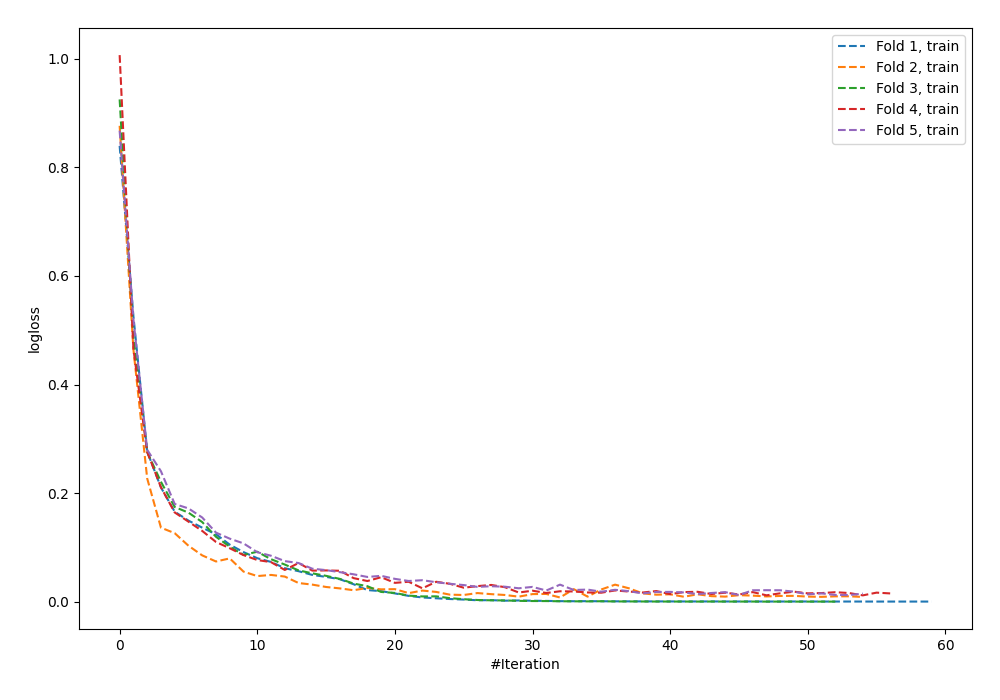 1.0
0.8
0.6
0.4
0.2
0.0
logloss
0
10
20
30
40
50
60
#Iteration
Fold 1, train
Fold 2, train
Fold 3, train
Fold 4, train
Fold 5, train